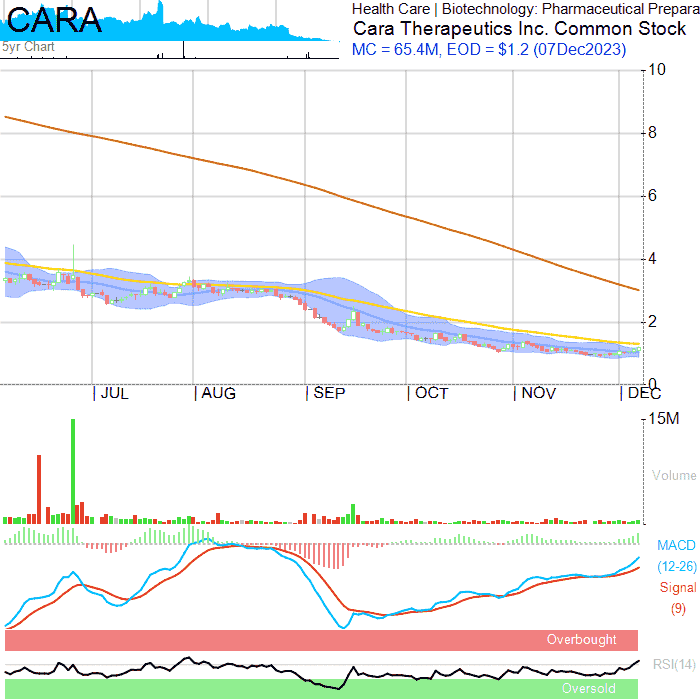 CARA
Health Care | Biotechnology: Pharmaceutical Prepara
Cara Therapeutics Inc. Common Stock
5yr Chart
MC = 65.4M, EOD = $1.2 (07Dec2023)
10
8
6
4
2
0
JUL AUG SEP OCT NOV DEC
15M
Volume
MACD
(12-26)
Signal
(9)
Overbought
RSI(14)
Oversold